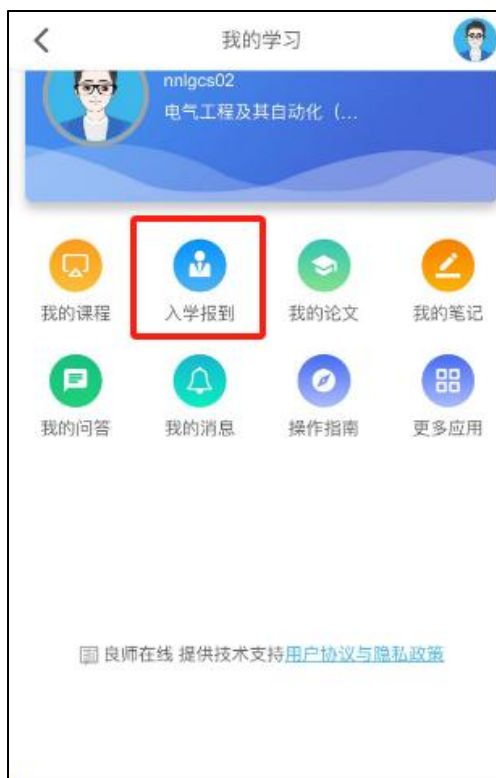 我的学习
nnlgcs02
电气工程及其自动化（...
我的课程 入学报到 我的论文 我的笔记
我的问答 我的消息 操作指南 更多应用
良师在线 提供技术支持用户协议与隐私政策